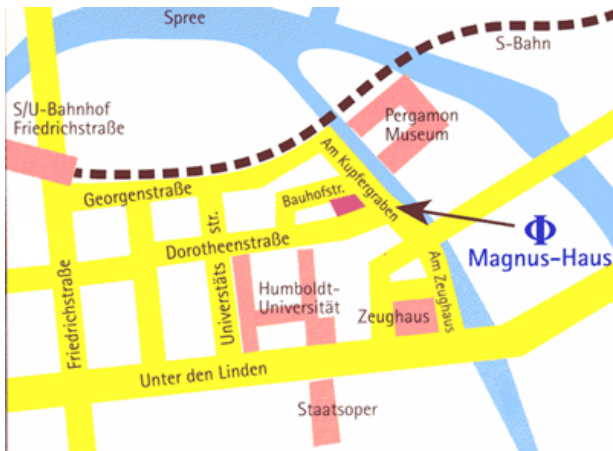 Spree
S-Bahn
S/U-Bahnhof
Friedrichstraße
Pergamon
Museum
Am Kupfergraben
Georgenstraße
Bauhofstr.
Φ
Magnus-Haus
Dorotheenstraße
Universtäts
str.
Humboldt-
Universität
Am Zeughaus
Zeughaus
Friedrichstraße
Unter den Linden
Staatsoper